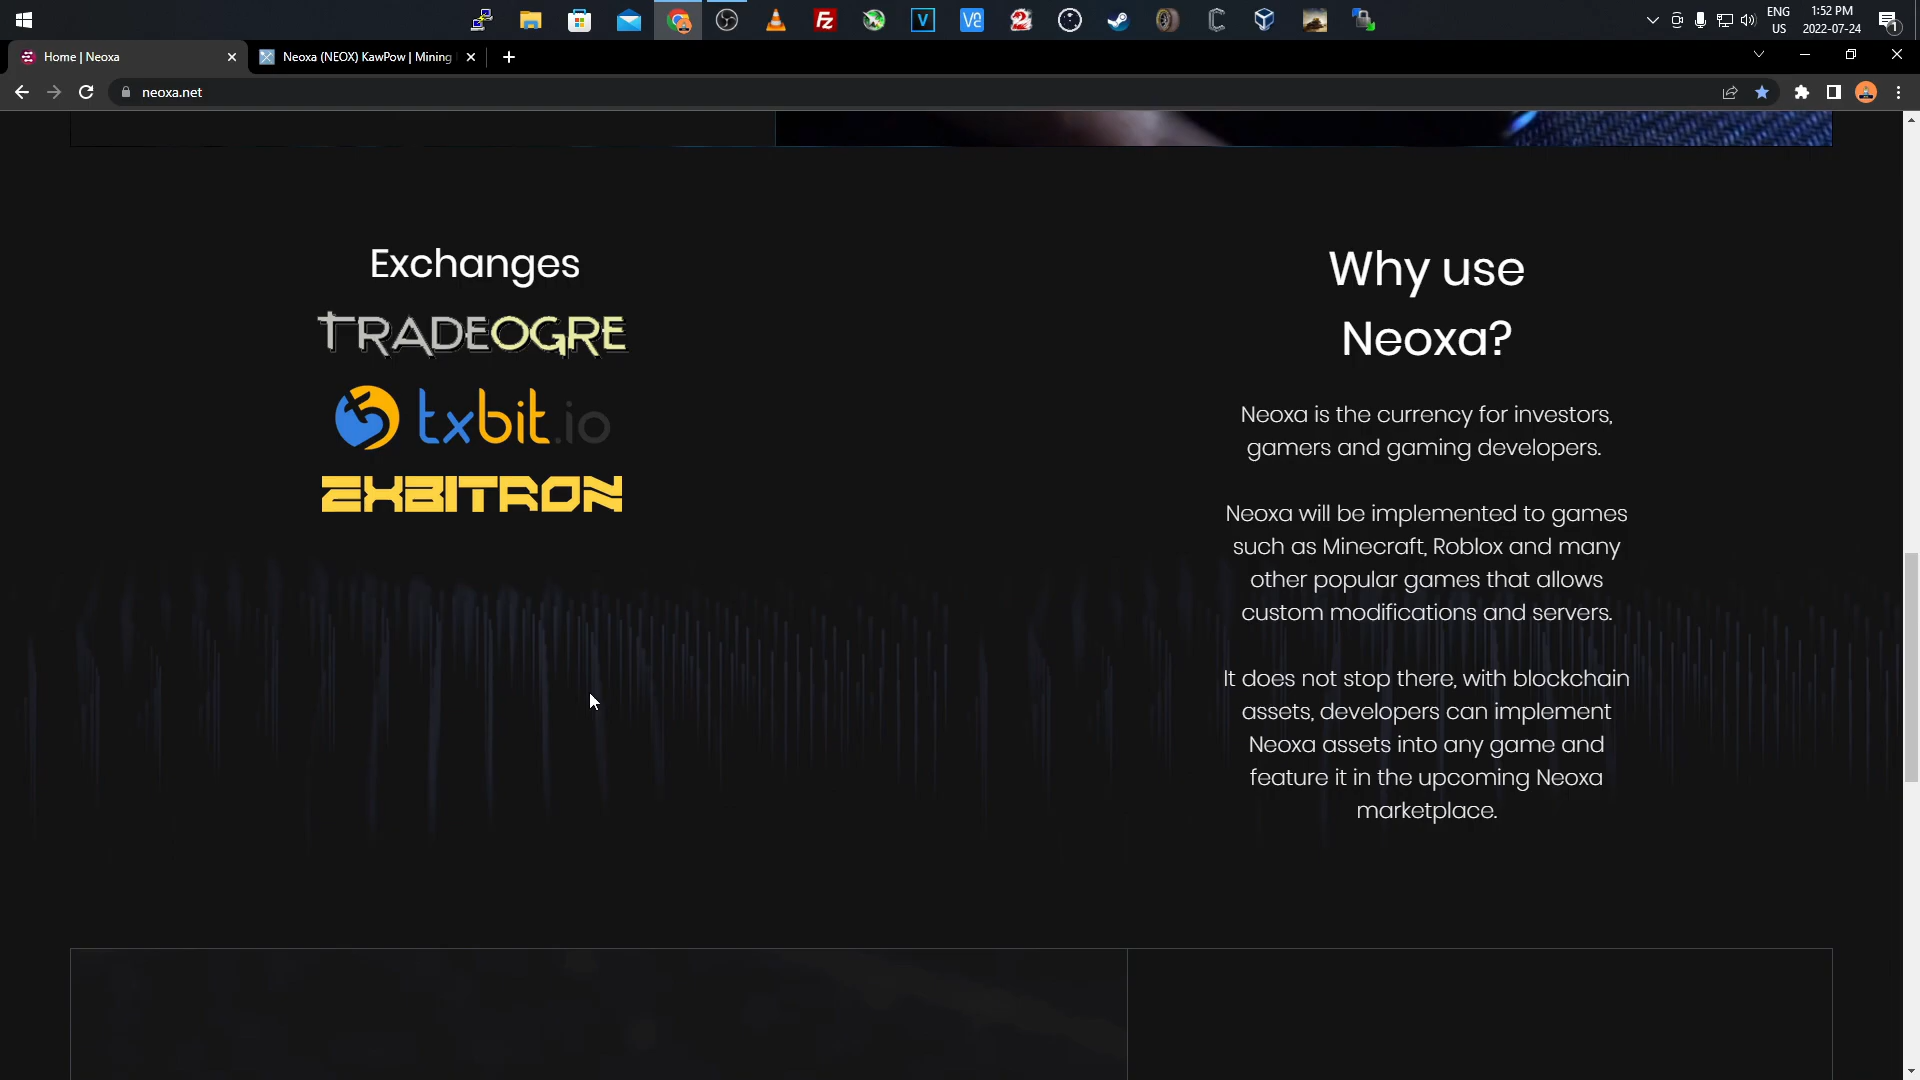 ENG
US
1:52 PM
2022-07-24
1
Home | Neoxa
Neoxa (NEOX) KawPow | Mining
neoxa.net
Exchanges
TRADEOGRE
txbit.io
EXBITRON
Why use
Neoxa?
Neoxa is the currency for investors,
gamers and gaming developers.
Neoxa will be implemented to games
such as Minecraft, Roblox and many
other popular games that allows
custom modifications and servers.
It does not stop there, with blockchain
assets, developers can implement
Neoxa assets into any game and
feature it in the upcoming Neoxa
marketplace.